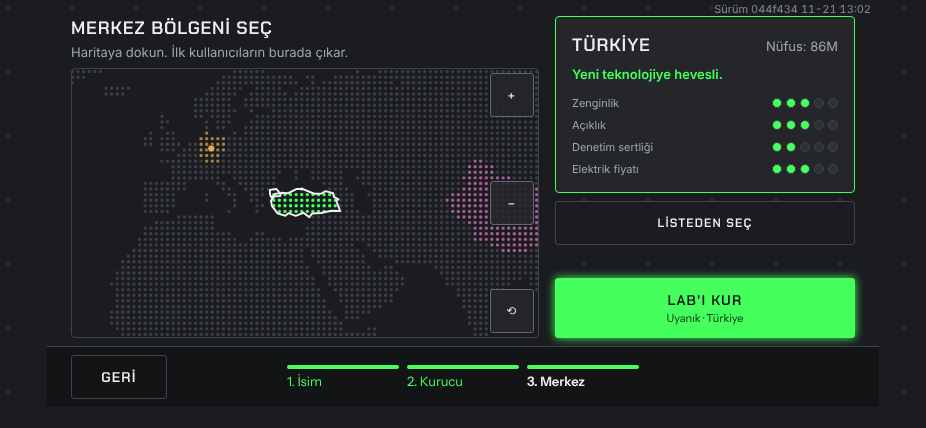 Sürüm 044f434 11-21 13:02
MERKEZ BÖLGENİ SEÇ
Haritaya dokun. İlk kullanıcıların burada çıkar.
+
−
⟲
TÜRKİYE
Nüfus: 86M
Yeni teknolojiye hevesli.
Zenginlik
Açıklık
Denetim sertliği
Elektrik fiyatı
LİSTEDEN SEÇ
LAB'I KUR
Uyanık · Türkiye
GERİ
1. İsim
2. Kurucu
3. Merkez